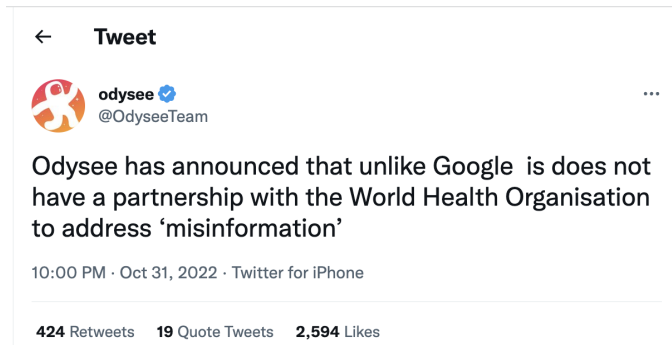 Tweet
odysee
@OdyseeTeam
Odysee has announced that unlike Google  is does not
have a partnership with the World Health Organisation
to address ‘misinformation’
10:00 PM · Oct 31, 2022 · Twitter for iPhone
424 Retweets 19 Quote Tweets 2,594 Likes